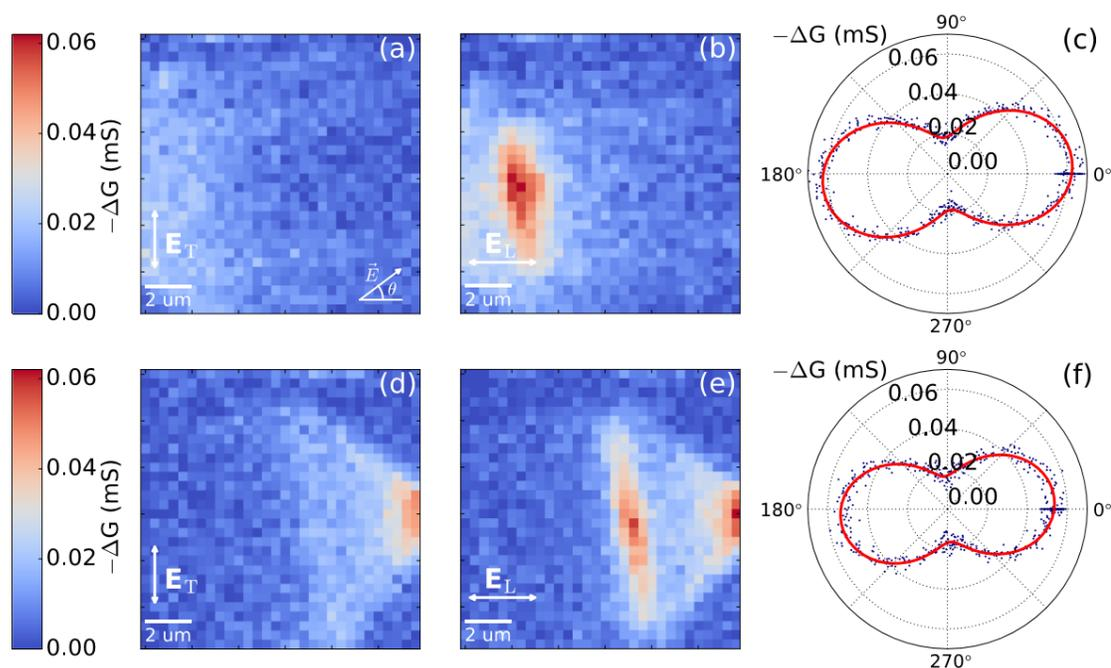 0.06
0.04
0.02
0.00
−ΔG (mS)
(a)
E_T
2 um
E⃗
θ
(b)
E_L
2 um
(c)
−ΔG (mS)
90°
0.06
0.04
0.02
0.00
180°
0°
270°
0.06
0.04
0.02
0.00
−ΔG (mS)
(d)
E_T
2 um
(e)
E_L
2 um
(f)
−ΔG (mS)
90°
0.06
0.04
0.02
0.00
180°
0°
270°